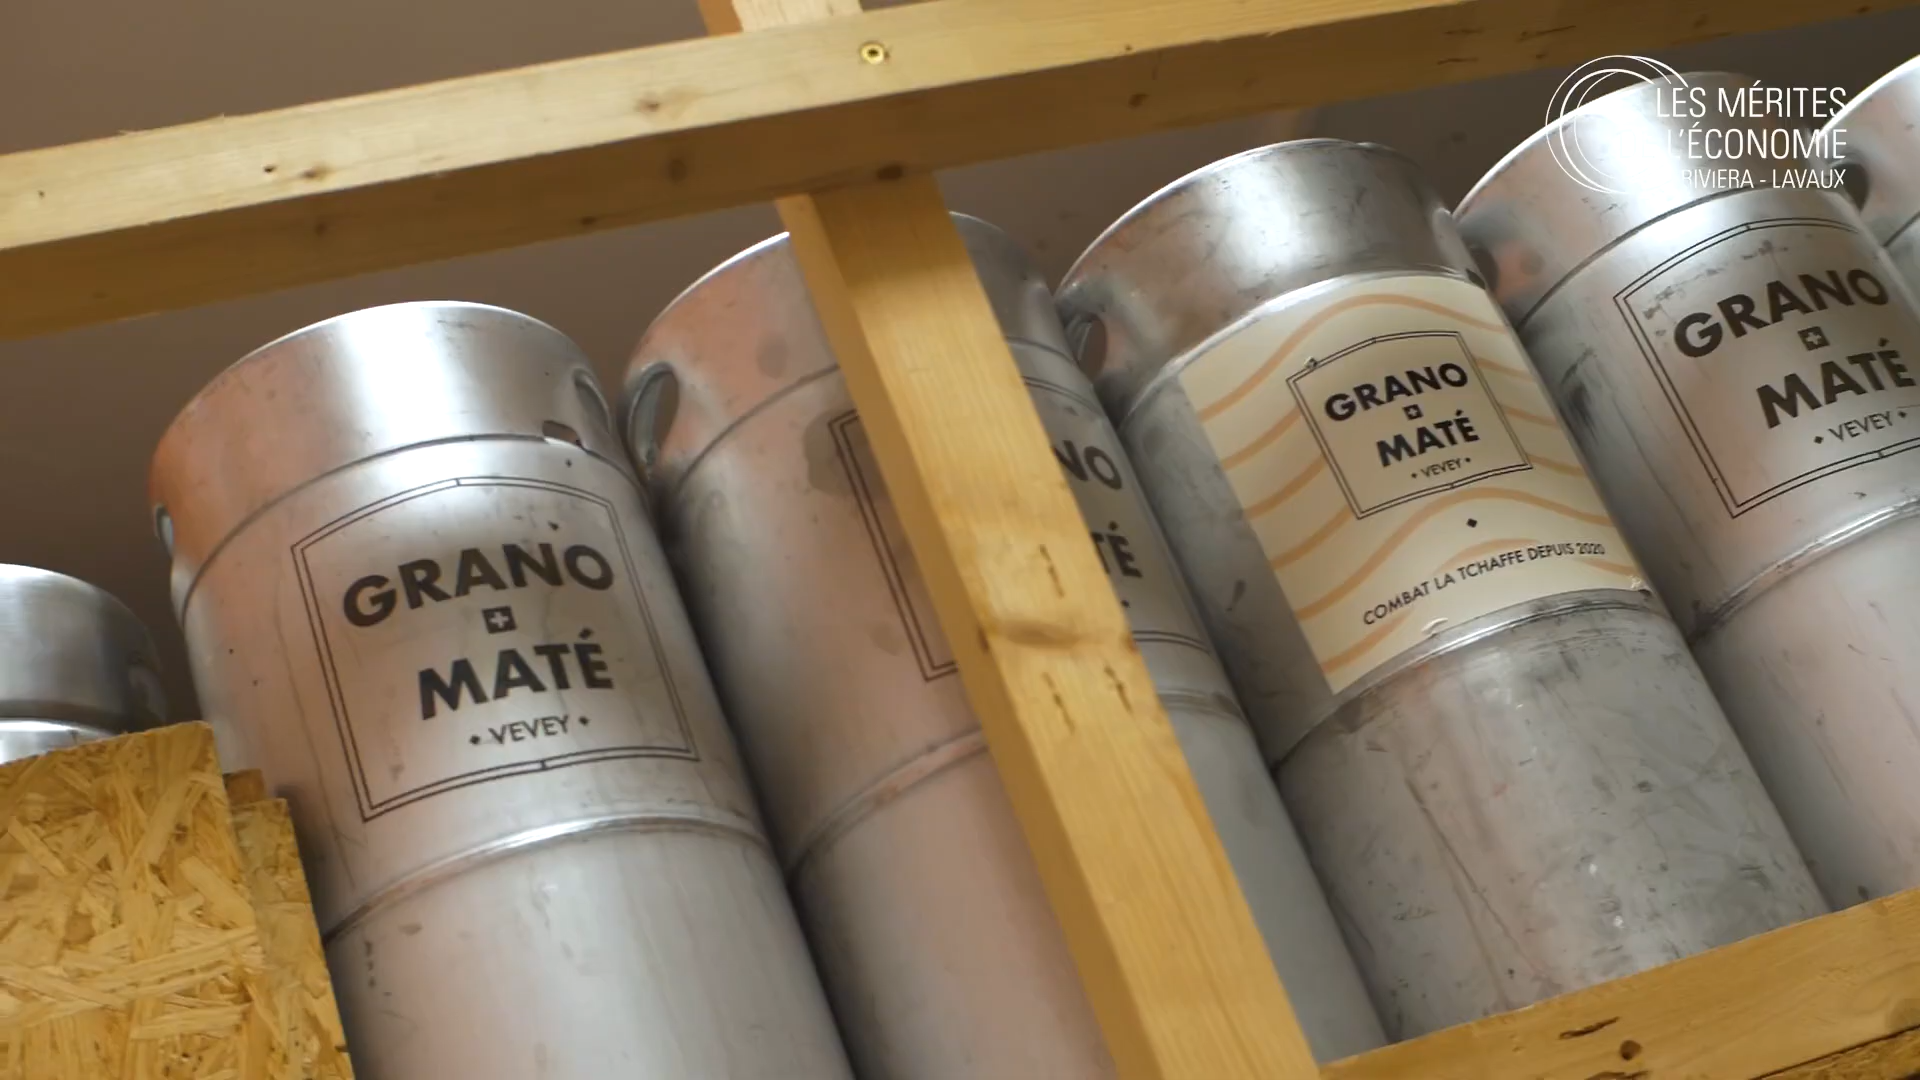 LES MÉRITES
L'ÉCONOMIE
RIVIERA - LAVAUX
GRANO
MATÉ
VEVEY
GRANO
MATÉ
VEVEY
COMBAT LA TCHAFFE DEPUIS 2020
GRANO
MATÉ
VEVEY